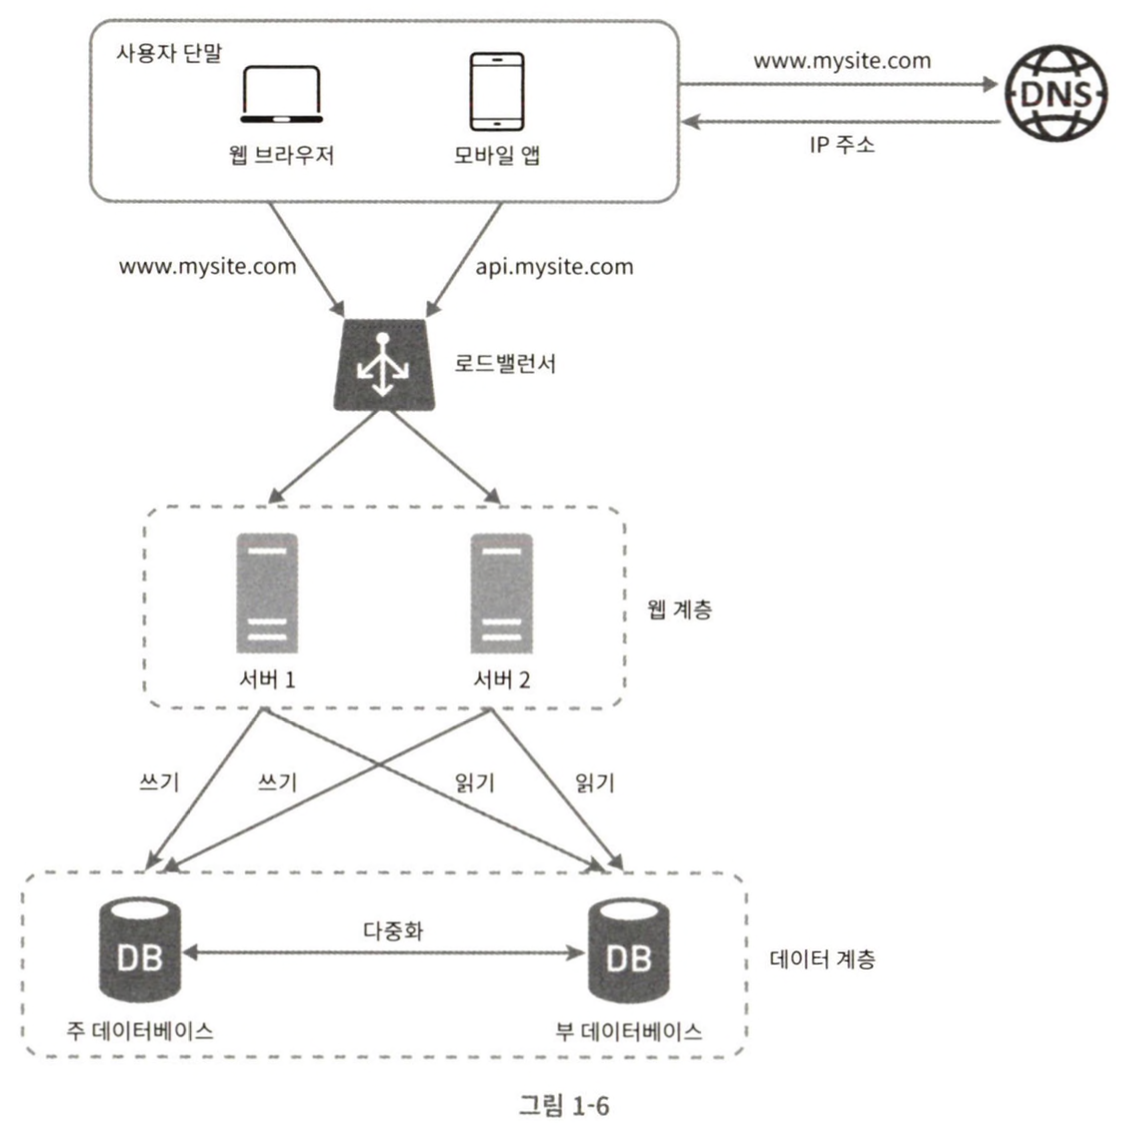 사용자 단말
웹 브라우저
모바일 앱
www.mysite.com
DNS
IP 주소
www.mysite.com
api.mysite.com
로드밸런서
서버 1
서버 2
웹 계층
쓰기
쓰기
읽기
읽기
DB
다중화
DB
데이터 계층
주 데이터베이스
부 데이터베이스
그림 1-6